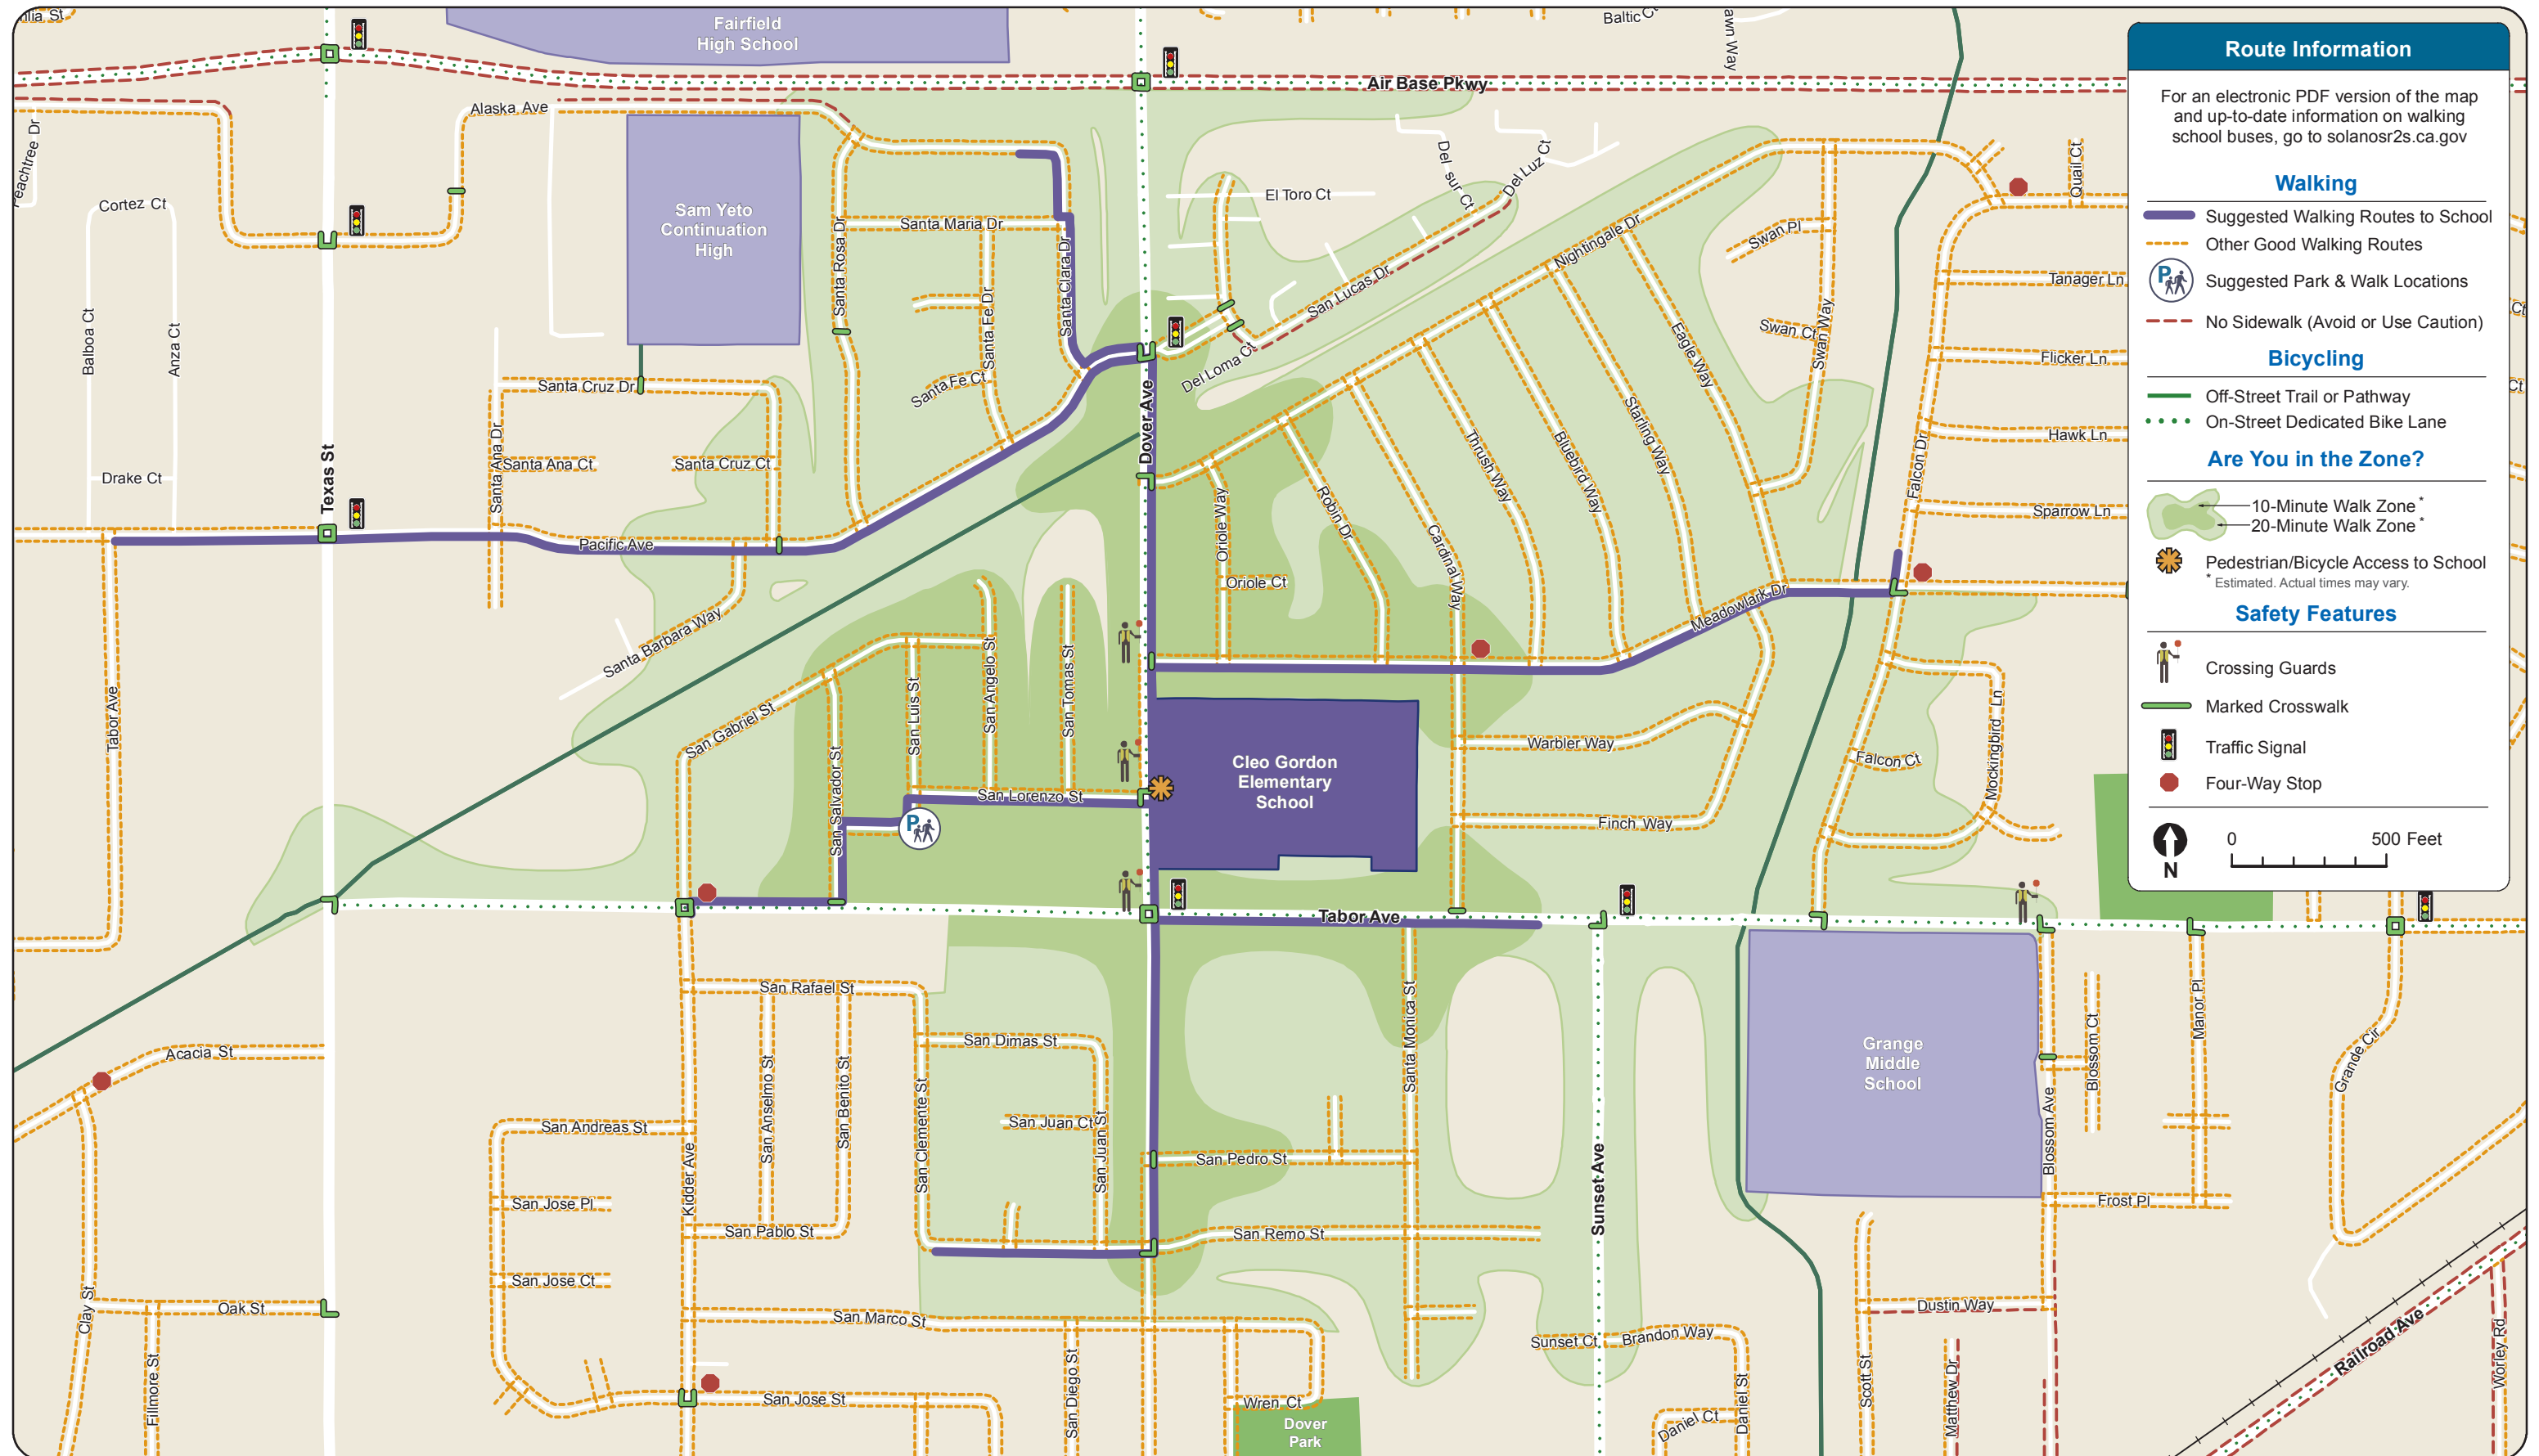 Fairfield
High School
Baltic Ct
awn Way
Air Base Pkwy
Alaska Ave
Peachtree Dr
Cortez Ct
Balboa Ct
Anza Ct
Drake Ct
Texas St
Sam Yeto
Continuation
High
Santa Rosa Dr
Santa Maria Dr
Santa Fe Dr
Santa Clara Dr
Santa Fe Ct
Santa Cruz Dr
Santa Ana Dr
Santa Ana Ct
Santa Cruz Ct
Pacific Ave
Santa Barbara Way
Tabor Ave
El Toro Ct
Del sur Ct
Del Luz Ct
San Lucas Dr
Del Loma Ct
Dover Ave
Nightingale Dr
Swan Pl
Swan Ct
Swan Way
Eagle Way
Starling Way
Bluebird Way
Thrush Way
Cardinal Way
Robin Dr
Oriole Way
Oriole Ct
Meadowlark Dr
Quail Ct
Tanager Ln
Flicker Ln
Hawk Ln
Sparrow Ln
Falcon Dr
Falcon Ct
Mockingbird Ln
Warbler Way
Finch Way
San Gabriel St
San Salvador St
San Luis St
San Angelo St
San Tomas St
San Lorenzo St
P
Cleo Gordon
Elementary
School
Tabor Ave
San Rafael St
San Dimas St
San Anselmo St
San Benito St
San Clemente St
San Juan Ct
San Juan St
San Andreas St
Kidder Ave
San Jose Pl
San Pablo St
San Jose Ct
San Marco St
San Jose St
San Diego St
San Pedro St
San Remo St
Santa Monica St
Wren Ct
Dover
Park
Sunset Ave
Sunset Ct
Brandon Way
Daniel St
Daniel Ct
Grange
Middle
School
Blossom Ave
Blossom Ct
Manor Pl
Frost Pl
Grande Cir
Dustin Way
Scott St
Matthew Dr
Railroad Ave
Worley Rd
Acacia St
Clay St
Oak St
Fillmore St
Ct
Ct
Route Information
For an electronic PDF version of the map
and up-to-date information on walking
school buses, go to solanosr2s.ca.gov
Walking
Suggested Walking Routes to School
Other Good Walking Routes
P
Suggested Park & Walk Locations
No Sidewalk (Avoid or Use Caution)
Bicycling
Off-Street Trail or Pathway
On-Street Dedicated Bike Lane
Are You in the Zone?
10-Minute Walk Zone *
20-Minute Walk Zone *
Pedestrian/Bicycle Access to School
* Estimated. Actual times may vary.
Safety Features
Crossing Guards
Marked Crosswalk
Traffic Signal
Four-Way Stop
N
0 500 Feet